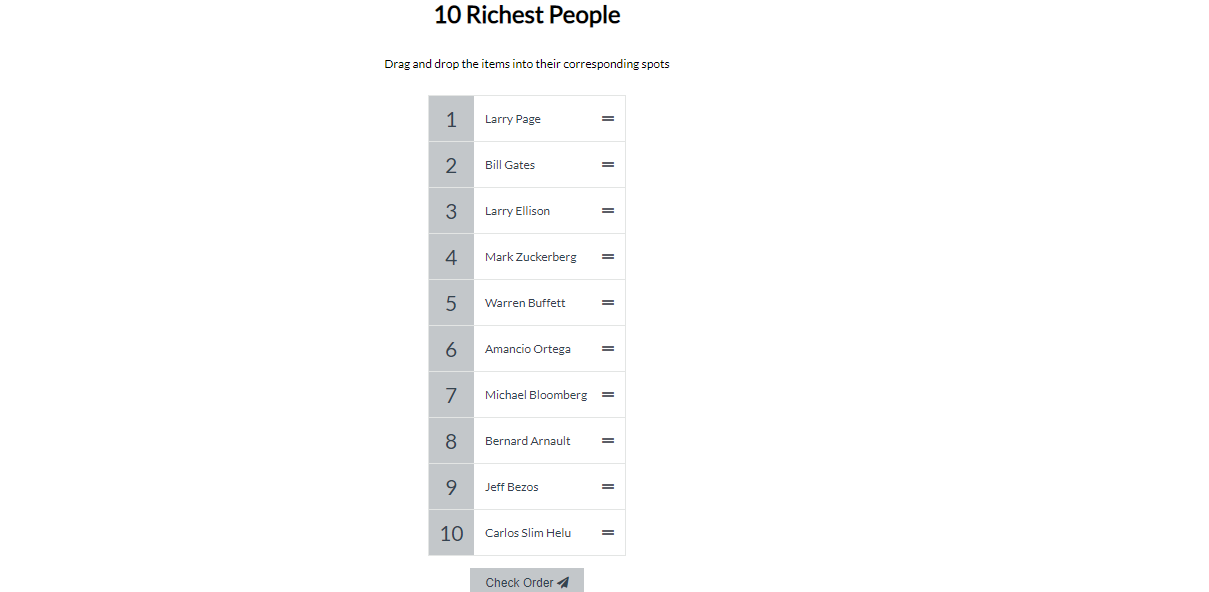 10 Richest People
Drag and drop the items into their corresponding spots
1 Larry Page
2 Bill Gates
3 Larry Ellison
4 Mark Zuckerberg
5 Warren Buffett
6 Amancio Ortega
7 Michael Bloomberg
8 Bernard Arnault
9 Jeff Bezos
10 Carlos Slim Helu
Check Order